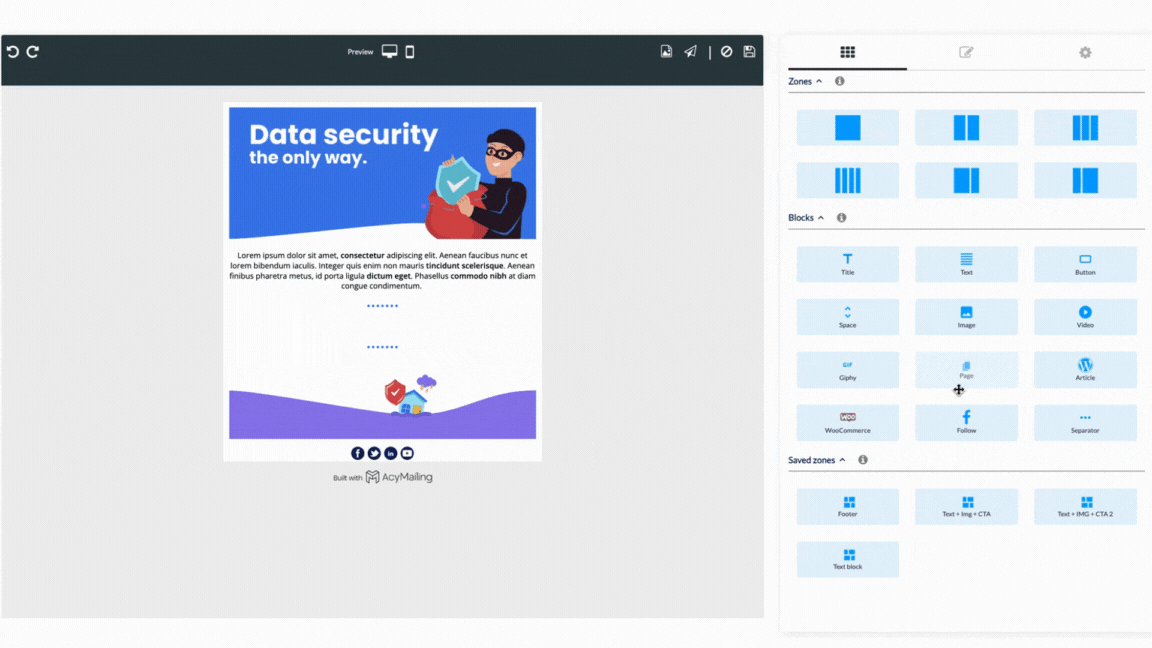 Preview
Data security
the only way.
Lorem ipsum dolor sit amet, consectetur adipiscing elit. Aenean faucibus nunc et
lorem bibendum iaculis. Integer quis enim non mauris tincidunt scelerisque. Aenean
finibus pharetra metus, id porta ligula dictum eget. Phasellus commodo nibh at diam
congue condimentum.
Built with AcyMailing
Zones
Blocks
Title
Text
Button
Space
Image
Video
GIF
Giphy
Page
Article
WOO
WooCommerce
Follow
Separator
Saved zones
Footer
Text + Img + CTA
Text + IMG + CTA 2
Text block